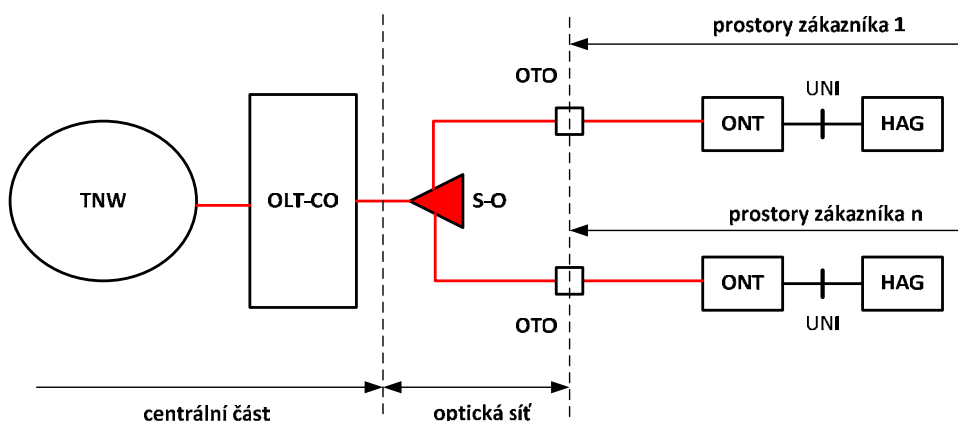 prostory zákazníka 1
OTO
UNI
ONT
HAG
TNW
OLT-CO
S-O
prostory zákazníka n
ONT
HAG
OTO
UNI
centrální část
optická síť